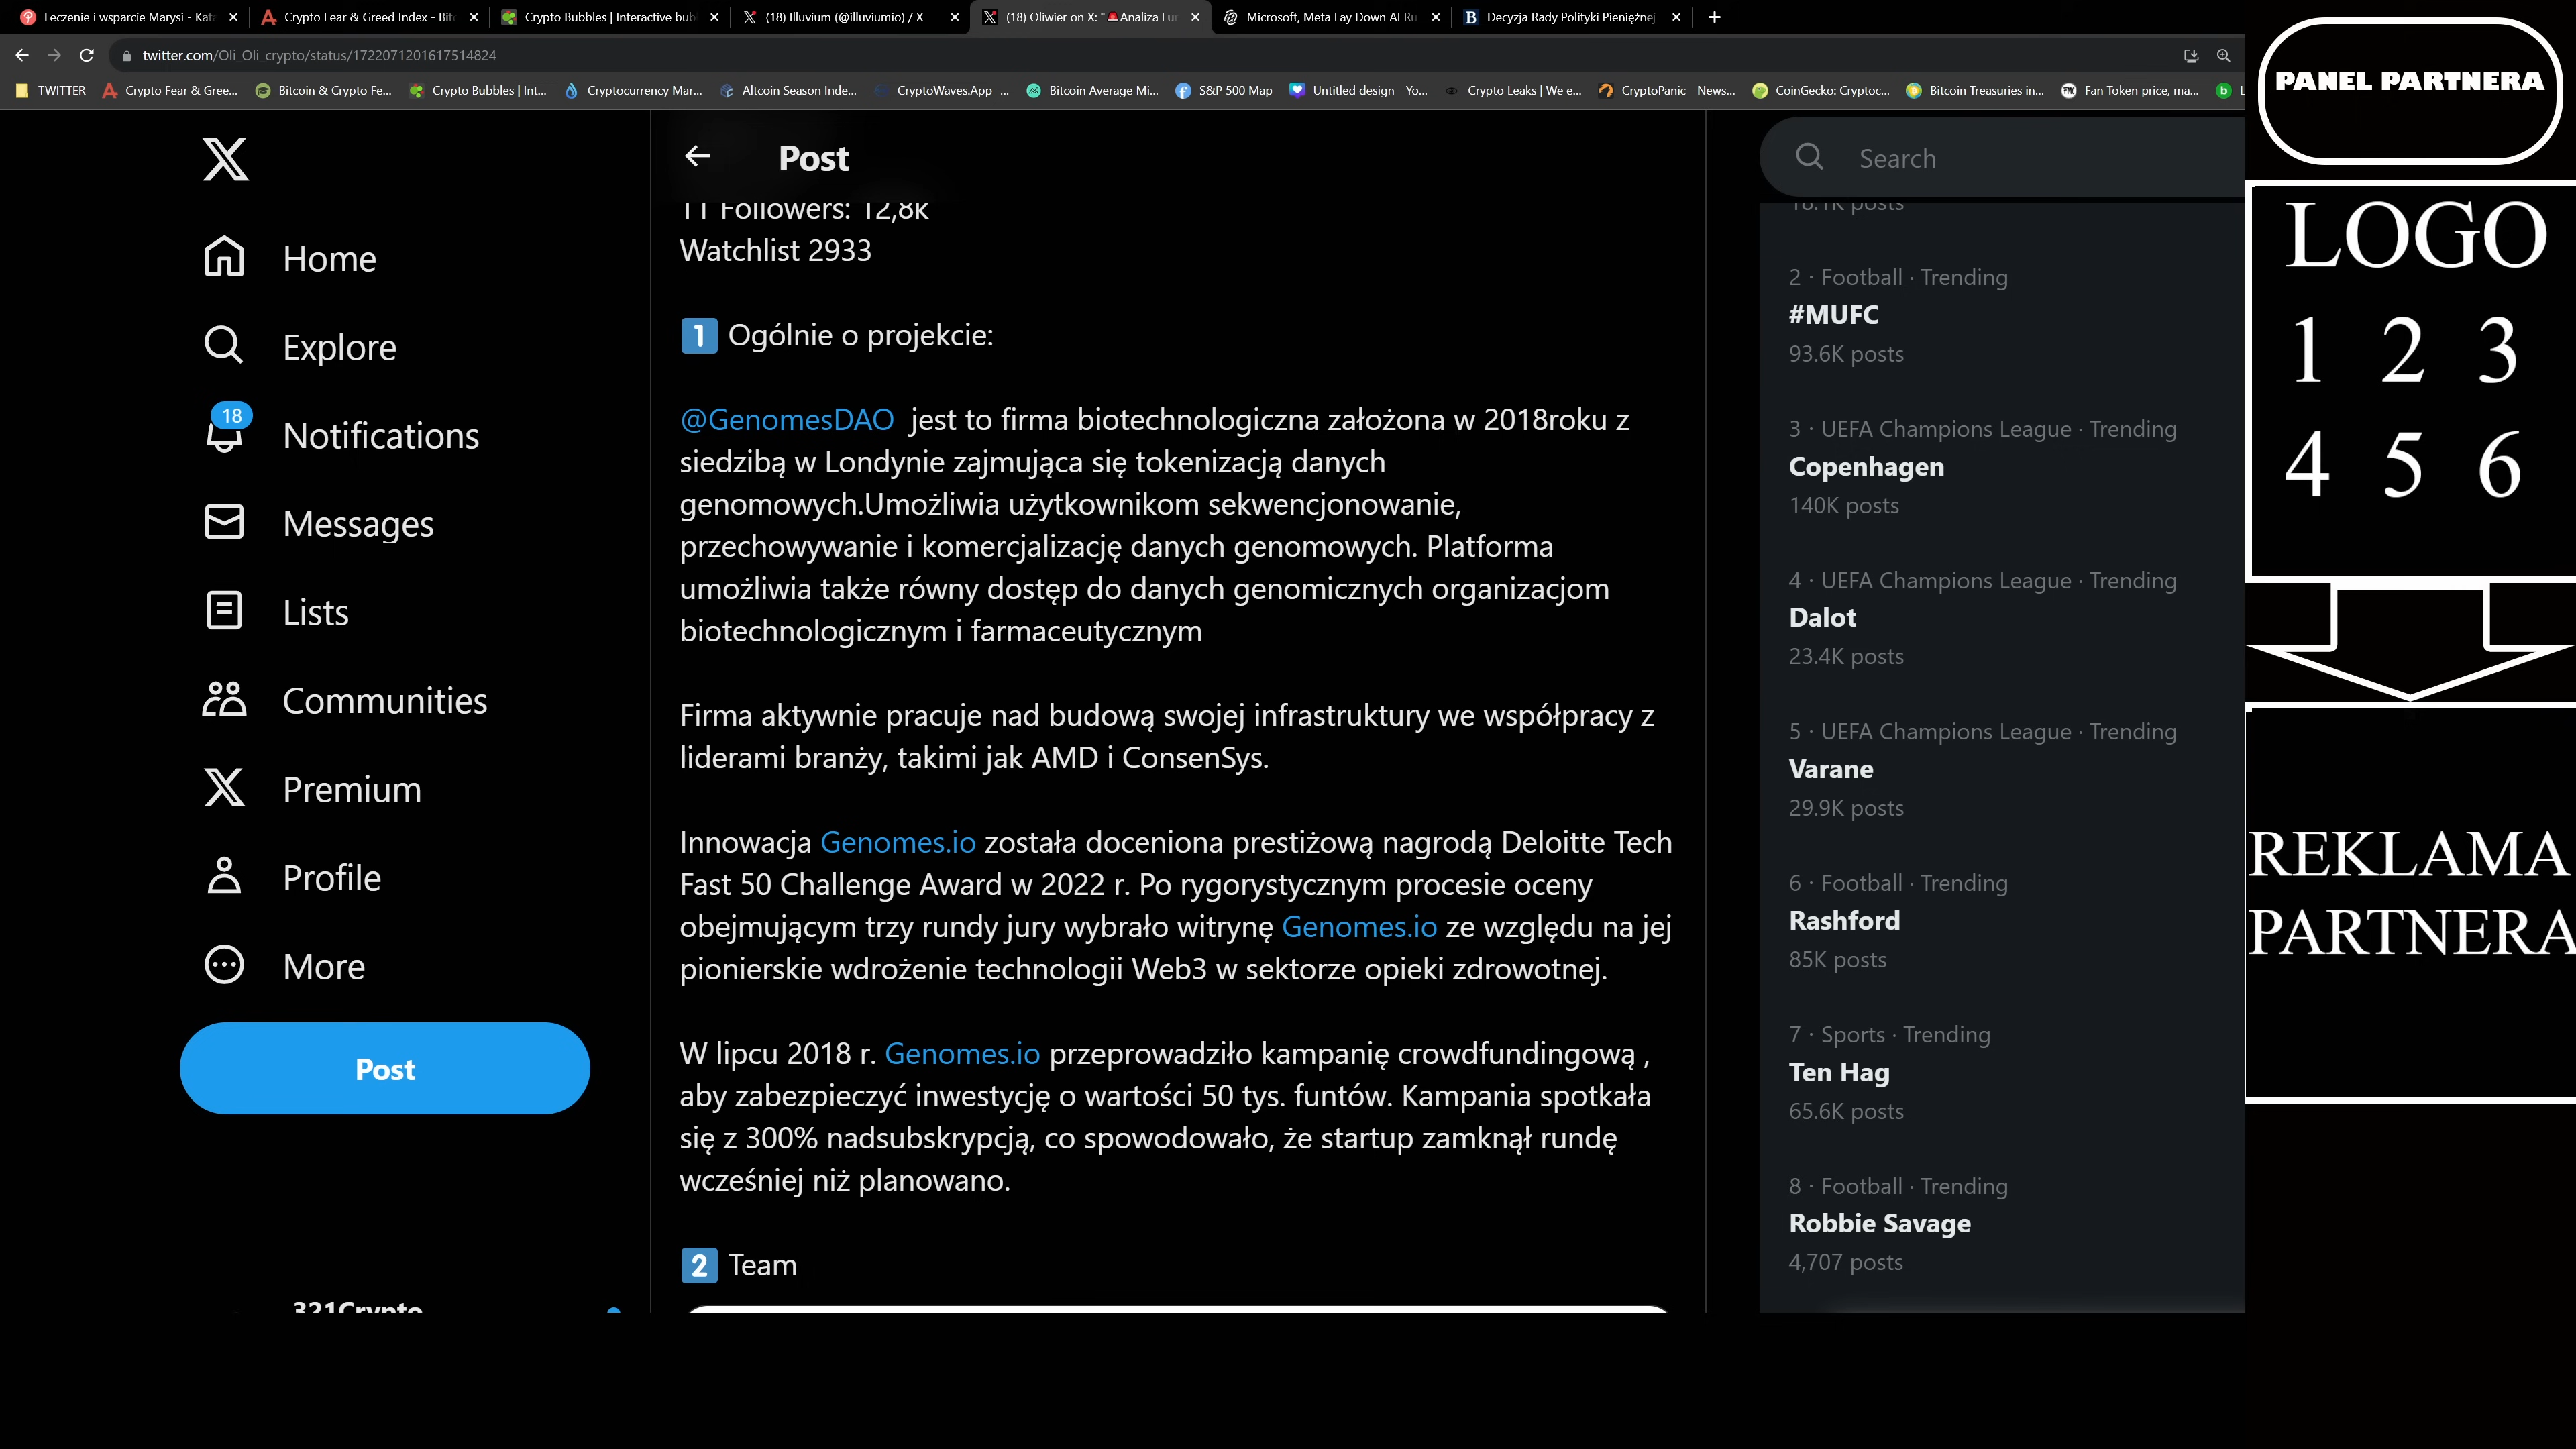 Leczenie i wsparcie Marysi - Kat
Crypto Fear & Greed Index - Bit
Crypto Bubbles | Interactive bub
(18) Illuvium (@illuviumio) / X
(18) Oliwier on X: "🚨Analiza Fu
Microsoft, Meta Lay Down AI Ru
Decyzja Rady Polityki Pieniężnej
twitter.com/Oli_Oli_crypto/status/1722071201617514824
TWITTER
Crypto Fear & Gree...
Bitcoin & Crypto Fe...
Crypto Bubbles | Int...
Cryptocurrency Mar...
Altcoin Season Inde...
CryptoWaves.App -...
Bitcoin Average Mi...
S&P 500 Map
Untitled design - Yo...
Crypto Leaks | We e...
CryptoPanic - News...
CoinGecko: Cryptoc...
Bitcoin Treasuries in...
Fan Token price, ma...
Home
Explore
18
Notifications
Messages
Lists
Communities
Premium
Profile
More
Post
321Crypto
Post
TT Followers: 12,8k
Watchlist 2933
1 Ogólnie o projekcie:
@GenomesDAO jest to firma biotechnologiczna założona w 2018roku z
siedzibą w Londynie zajmująca się tokenizacją danych
genomowych.Umożliwia użytkownikom sekwencjonowanie,
przechowywanie i komercjalizację danych genomowych. Platforma
umożliwia także równy dostęp do danych genomicznych organizacjom
biotechnologicznym i farmaceutycznym
Firma aktywnie pracuje nad budową swojej infrastruktury we współpracy z
liderami branży, takimi jak AMD i ConsenSys.
Innowacja Genomes.io została doceniona prestiżową nagrodą Deloitte Tech
Fast 50 Challenge Award w 2022 r. Po rygorystycznym procesie oceny
obejmującym trzy rundy jury wybrało witrynę Genomes.io ze względu na jej
pionierskie wdrożenie technologii Web3 w sektorze opieki zdrowotnej.
W lipcu 2018 r. Genomes.io przeprowadziło kampanię crowdfundingową ,
aby zabezpieczyć inwestycję o wartości 50 tys. funtów. Kampania spotkała
się z 300% nadsubskrypcją, co spowodowało, że startup zamknął rundę
wcześniej niż planowano.
2 Team
Search
18.1K posts
2 · Football · Trending
#MUFC
93.6K posts
3 · UEFA Champions League · Trending
Copenhagen
140K posts
4 · UEFA Champions League · Trending
Dalot
23.4K posts
5 · UEFA Champions League · Trending
Varane
29.9K posts
6 · Football · Trending
Rashford
85K posts
7 · Sports · Trending
Ten Hag
65.6K posts
8 · Football · Trending
Robbie Savage
4,707 posts
PANEL PARTNERA
LOGO
1 2 3
4 5 6
REKLAMA
PARTNERA